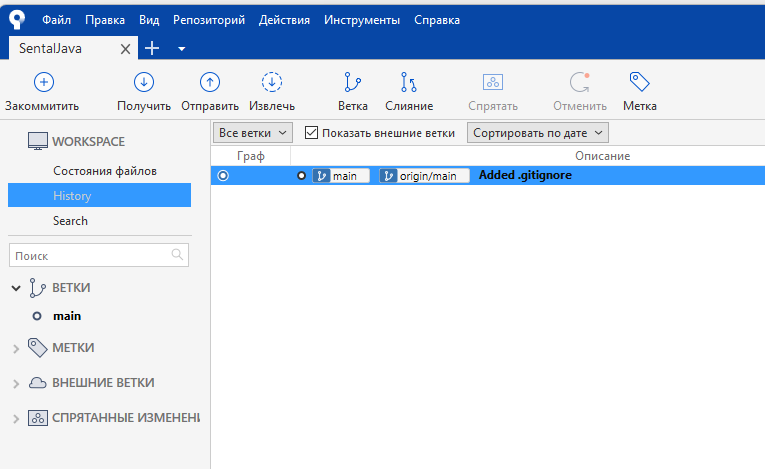 Файл Правка Вид Репозиторий Действия Инструменты Справка
SentalJava
Закоммитить Получить Отправить Извлечь Ветка Слияние Спрятать Отменить Метка
WORKSPACE
Состояния файлов
History
Search
Поиск
ВЕТКИ
main
МЕТКИ
ВНЕШНИЕ ВЕТКИ
СПРЯТАННЫЕ ИЗМЕНЕНИ
Все ветки Показать внешние ветки Сортировать по дате
Граф Описание
main origin/main Added .gitignore